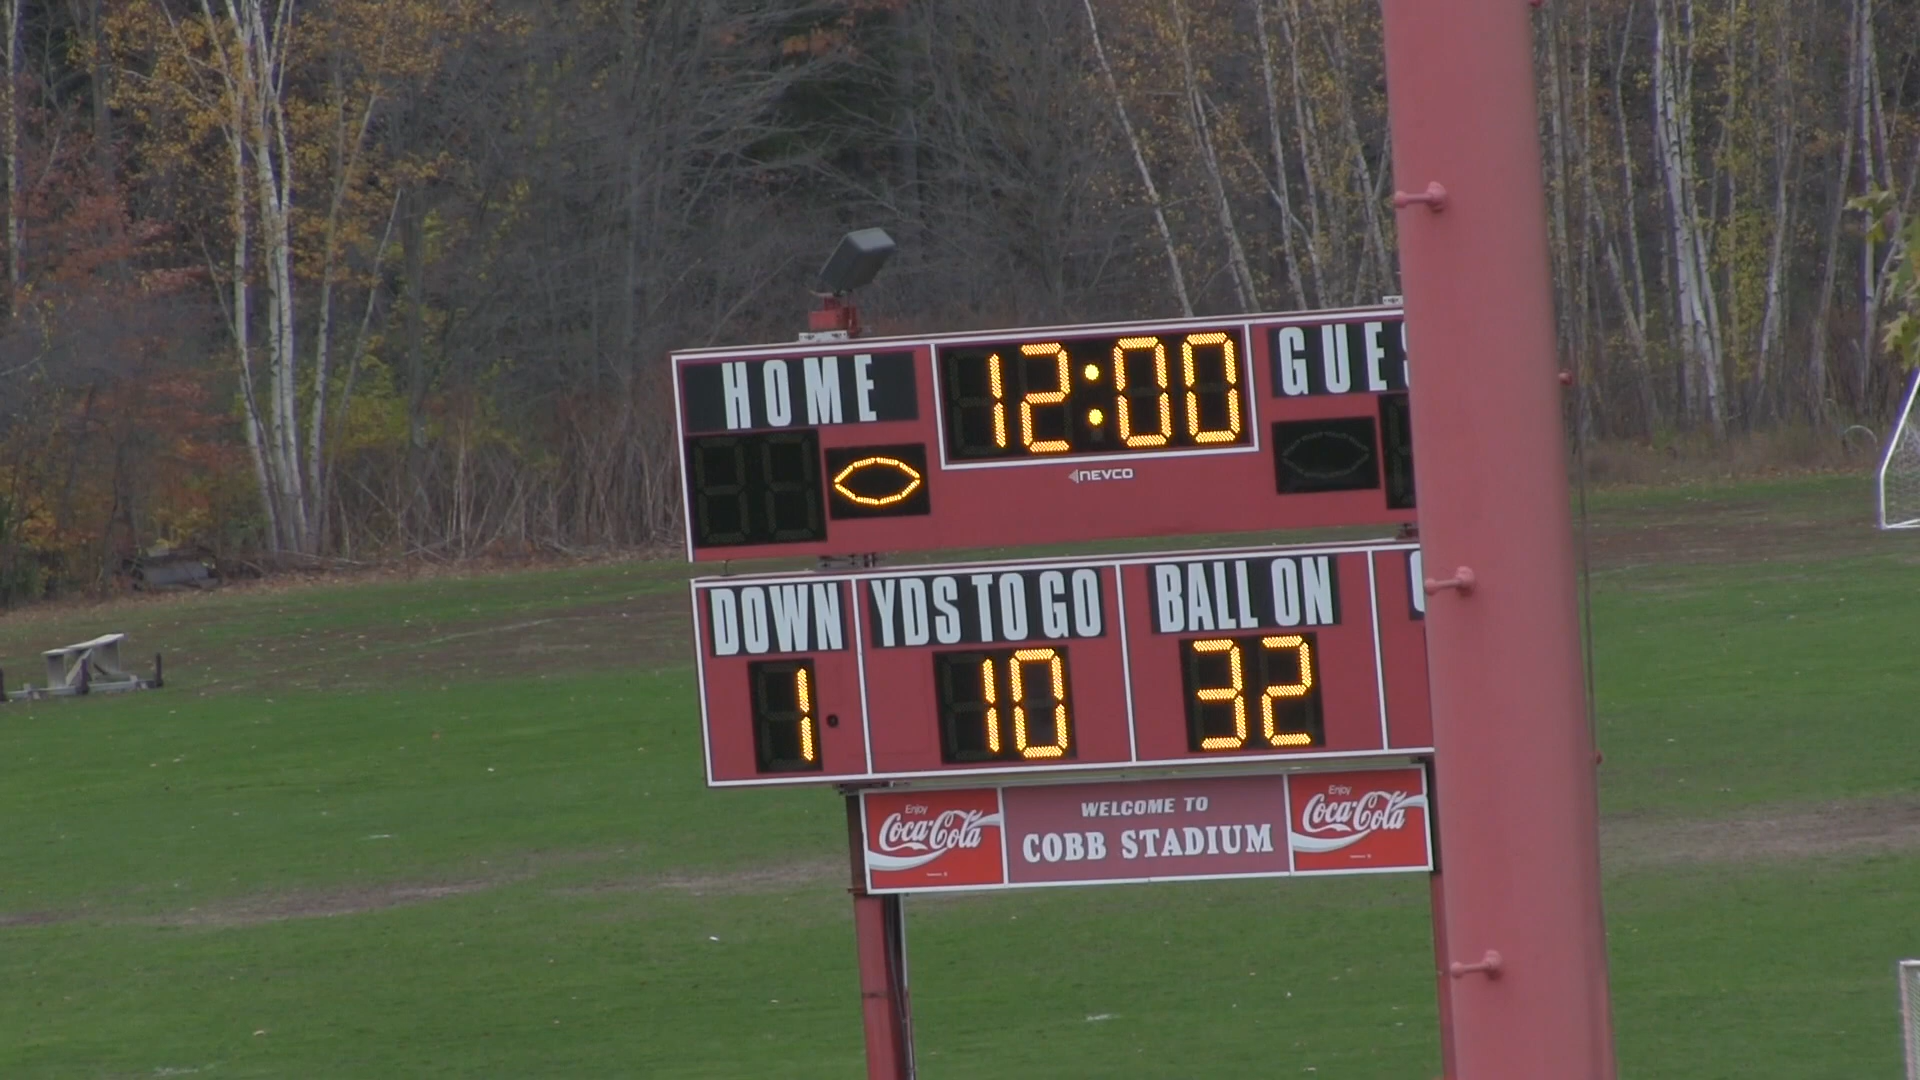 HOME 12:00 GUES
NEVCO
DOWN YDS TO GO BALL ON
1 10 32
Enjoy Coca-Cola
WELCOME TO
COBB STADIUM
Enjoy Coca-Cola